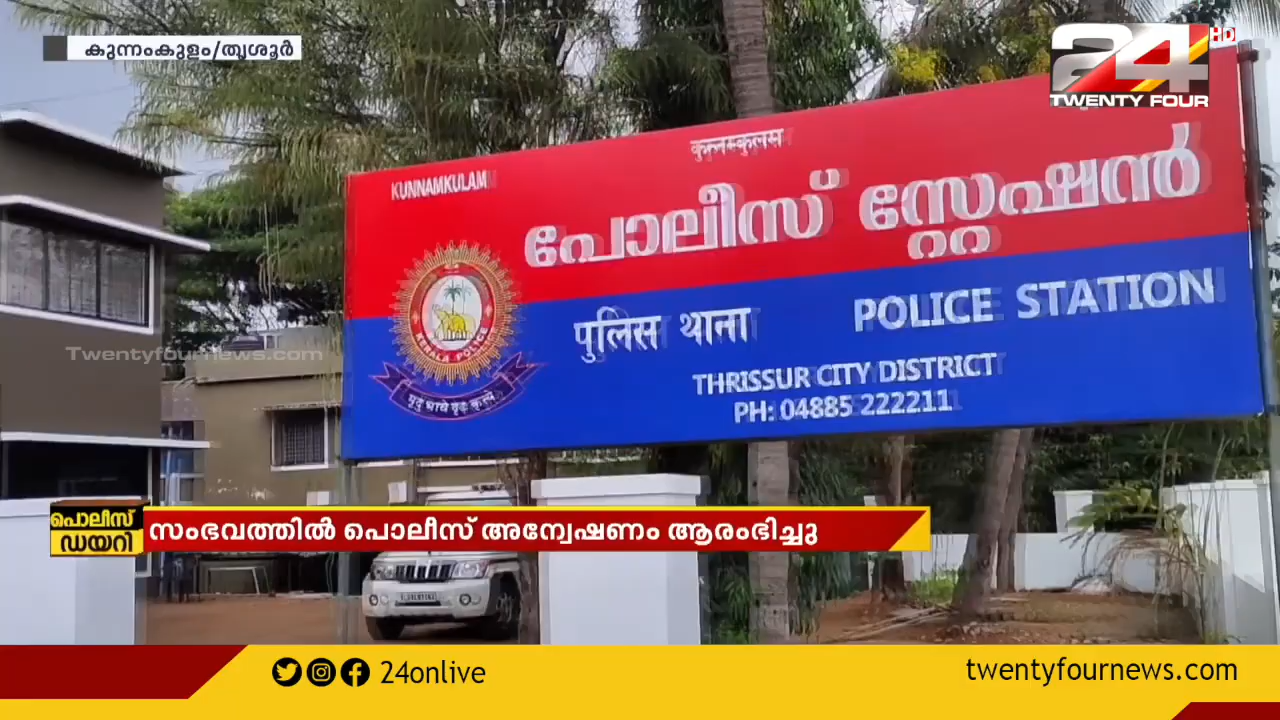 കുന്നംകുളം/തൃശൂർ
24 HD
TWENTY FOUR
KUNNAMKULAM
പോലീസ് സ്റ്റേഷൻ
पुलिस थाना
POLICE STATION
KERALA POLICE
THRISSUR CITY DISTRICT
PH: 04885 222211
Twentyfournews.com
പൊലീസ് ഡയറി
സംഭവത്തിൽ പൊലീസ് അന്വേഷണം ആരംഭിച്ചു
24onlive
twentyfournews.com